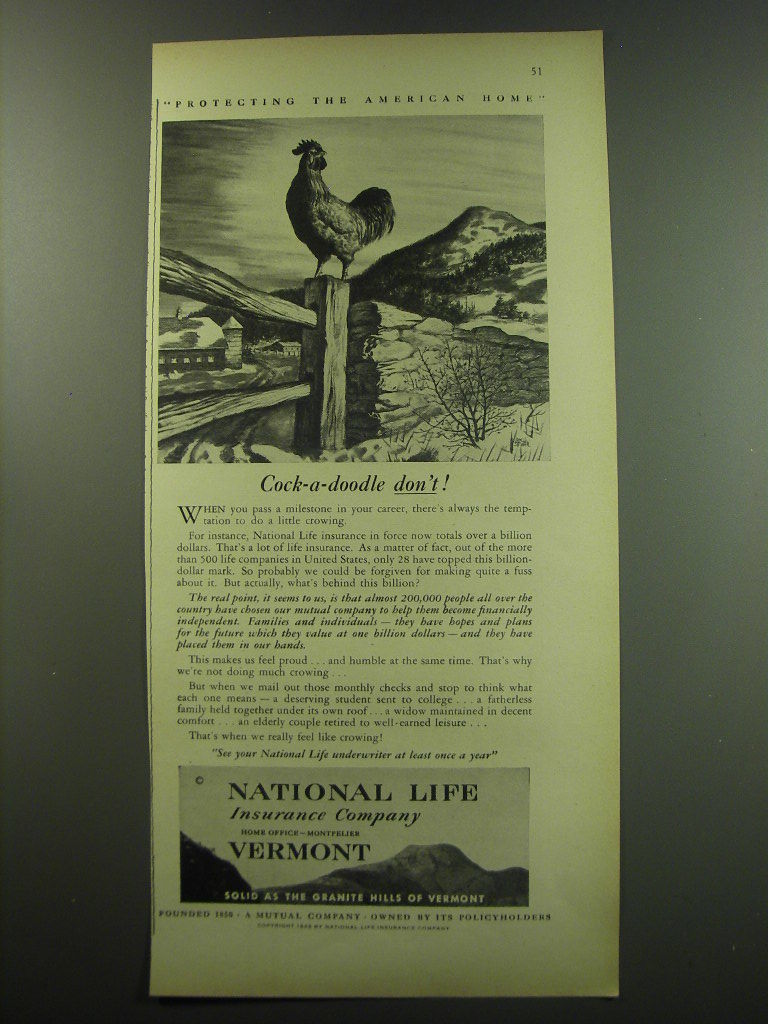 51
"PROTECTING THE AMERICAN HOME"
Cock-a-doodle don't!
WHEN you pass a milestone in your career, there's always the temp-
tation to do a little crowing.
For instance, National Life insurance in force now totals over a billion
dollars. That's a lot of life insurance. As a matter of fact, out of the more
than 500 life companies in United States, only 28 have topped this billion-
dollar mark. So probably we could be forgiven for making quite a fuss
about it. But actually, what's behind this billion?
The real point, it seems to us, is that almost 200,000 people all over the
country have chosen our mutual company to help them become financially
independent. Families and individuals — they have hopes and plans
for the future which they value at one billion dollars — and they have
placed them in our hands.
This makes us feel proud . . . and humble at the same time. That's why
we're not doing much crowing . . .
But when we mail out those monthly checks and stop to think what
each one means — a deserving student sent to college . . . a fatherless
family held together under its own roof . . . a widow maintained in decent
comfort . . . an elderly couple retired to well-earned leisure . . .
That's when we really feel like crowing!
"See your National Life underwriter at least once a year"
©
NATIONAL LIFE
Insurance Company
HOME OFFICE—MONTPELIER
VERMONT
SOLID AS THE GRANITE HILLS OF VERMONT
FOUNDED 1850 · A MUTUAL COMPANY · OWNED BY ITS POLICYHOLDERS
COPYRIGHT BY NATIONAL LIFE INSURANCE COMPANY